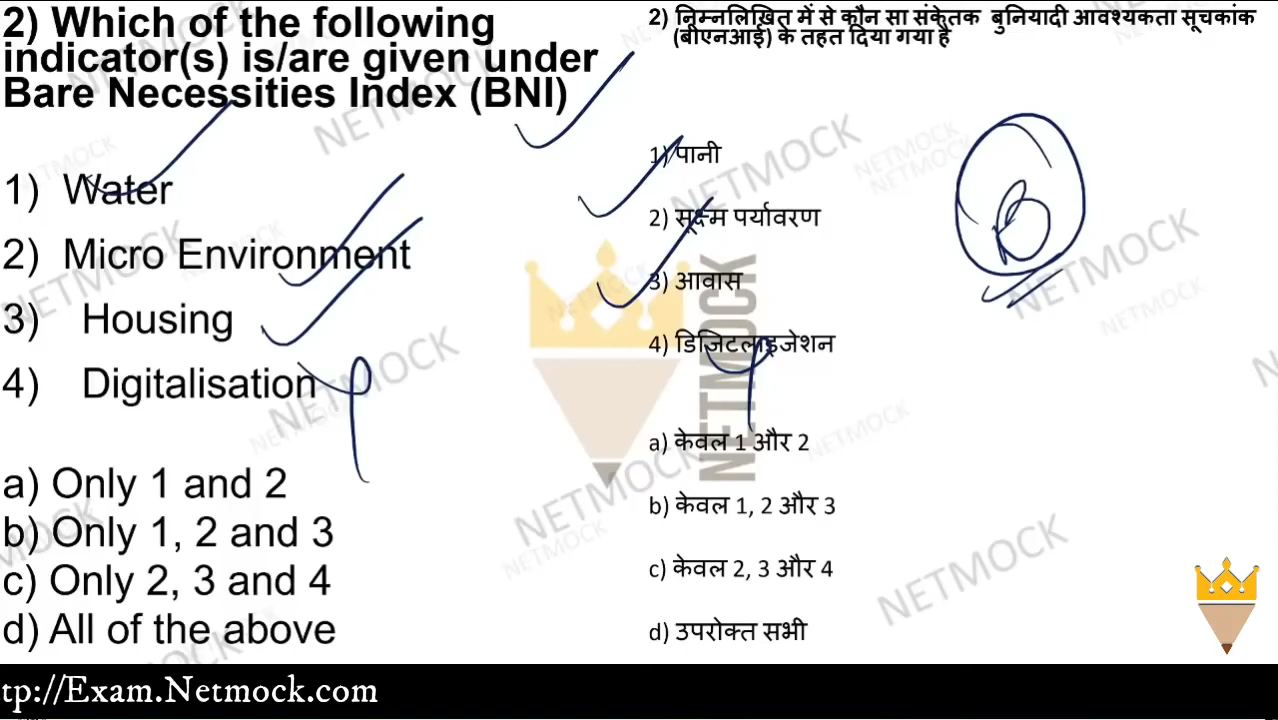 2) Which of the following
indicator(s) is/are given under
Bare Necessities Index (BNI)
1) Water
2) Micro Environment
3) Housing
4) Digitalisation
a) Only 1 and 2
b) Only 1, 2 and 3
c) Only 2, 3 and 4
d) All of the above
2) निम्नलिखित में से कौन सा संकेतक बुनियादी आवश्यकता सूचकांक
(बीएनआई) के तहत दिया गया है
1) पानी
2) सूक्ष्म पर्यावरण
3) आवास
4) डिजिटलाइजेशन
a) केवल 1 और 2
b) केवल 1, 2 और 3
c) केवल 2, 3 और 4
d) उपरोक्त सभी
B
NETMOCK
tp://Exam.Netmock.com